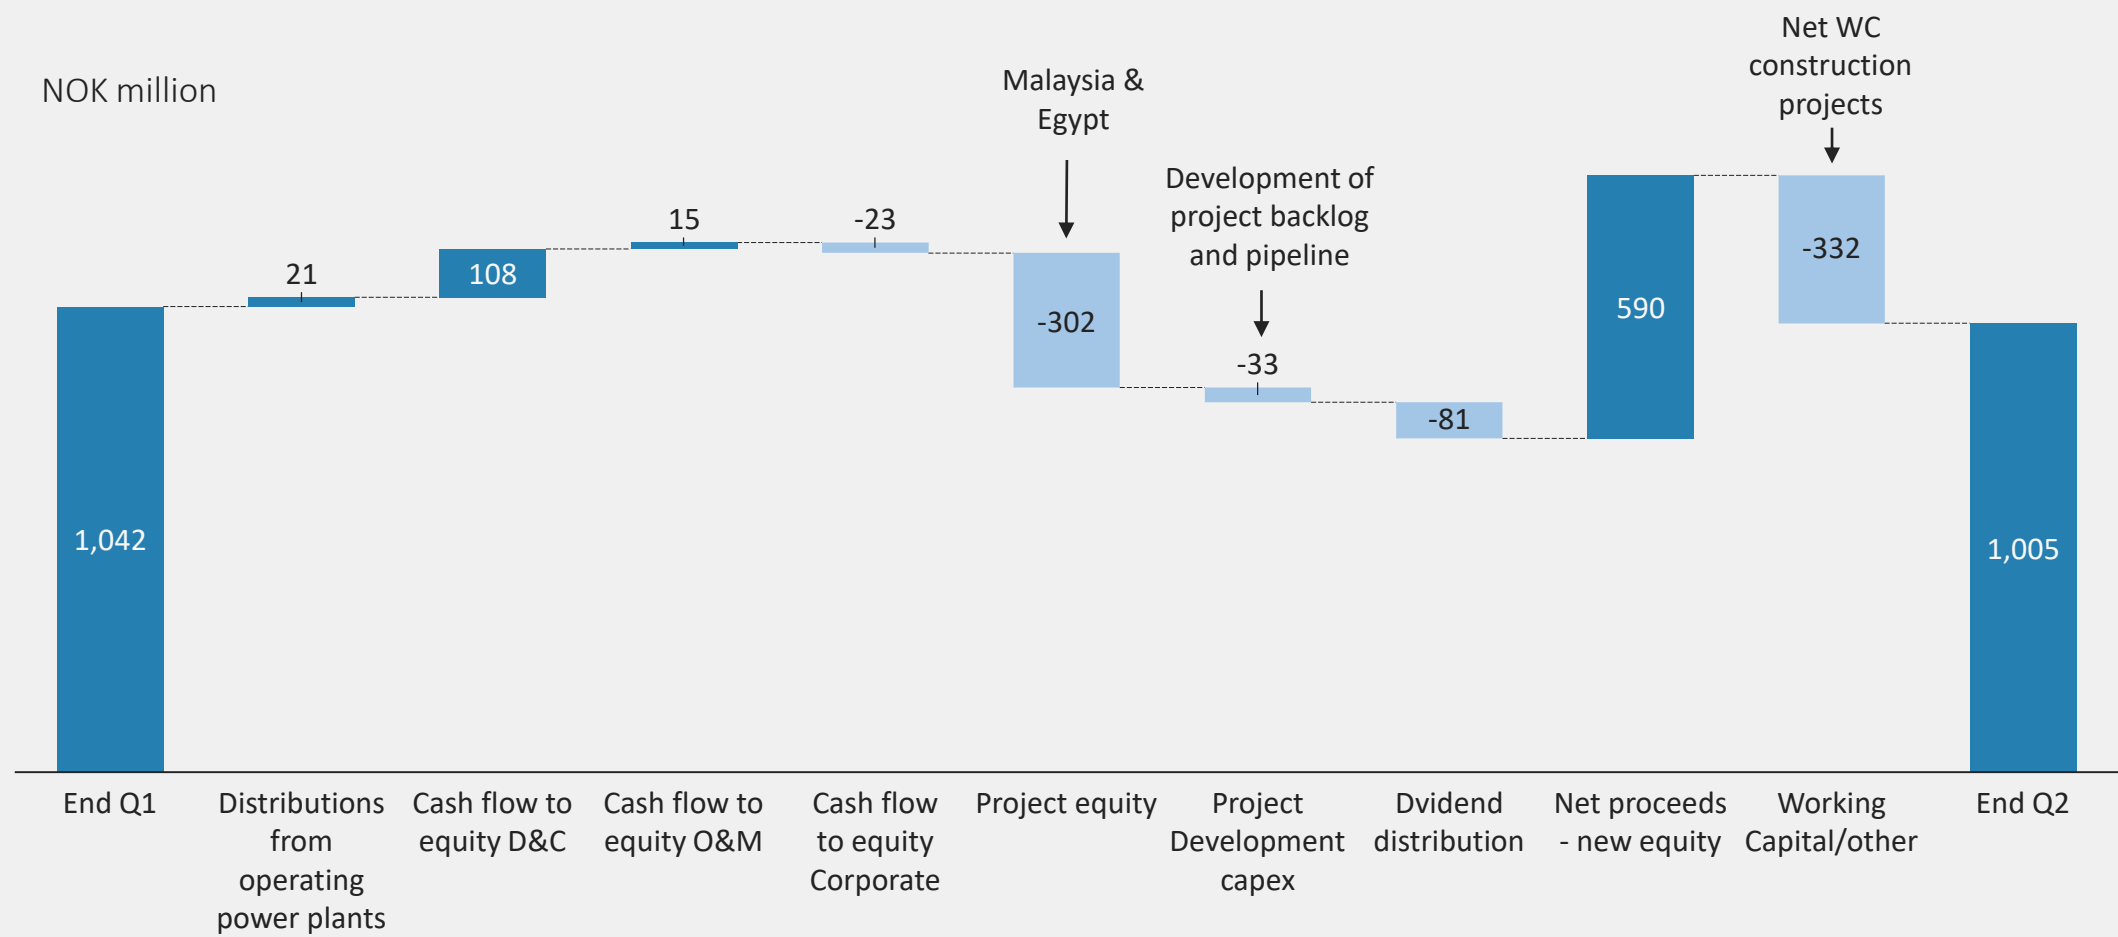 NOK million
Malaysia &
Egypt
Development of
project backlog
and pipeline
Net WC
construction
projects
1,042
21
108
15
-23
-302
-33
-81
590
-332
1,005
End Q1
Distributions
from
operating
power plants
Cash flow to
equity D&C
Cash flow to
equity O&M
Cash flow
to equity
Corporate
Project equity
Project
Development
capex
Dvidend
distribution
Net proceeds
- new equity
Working
Capital/other
End Q2